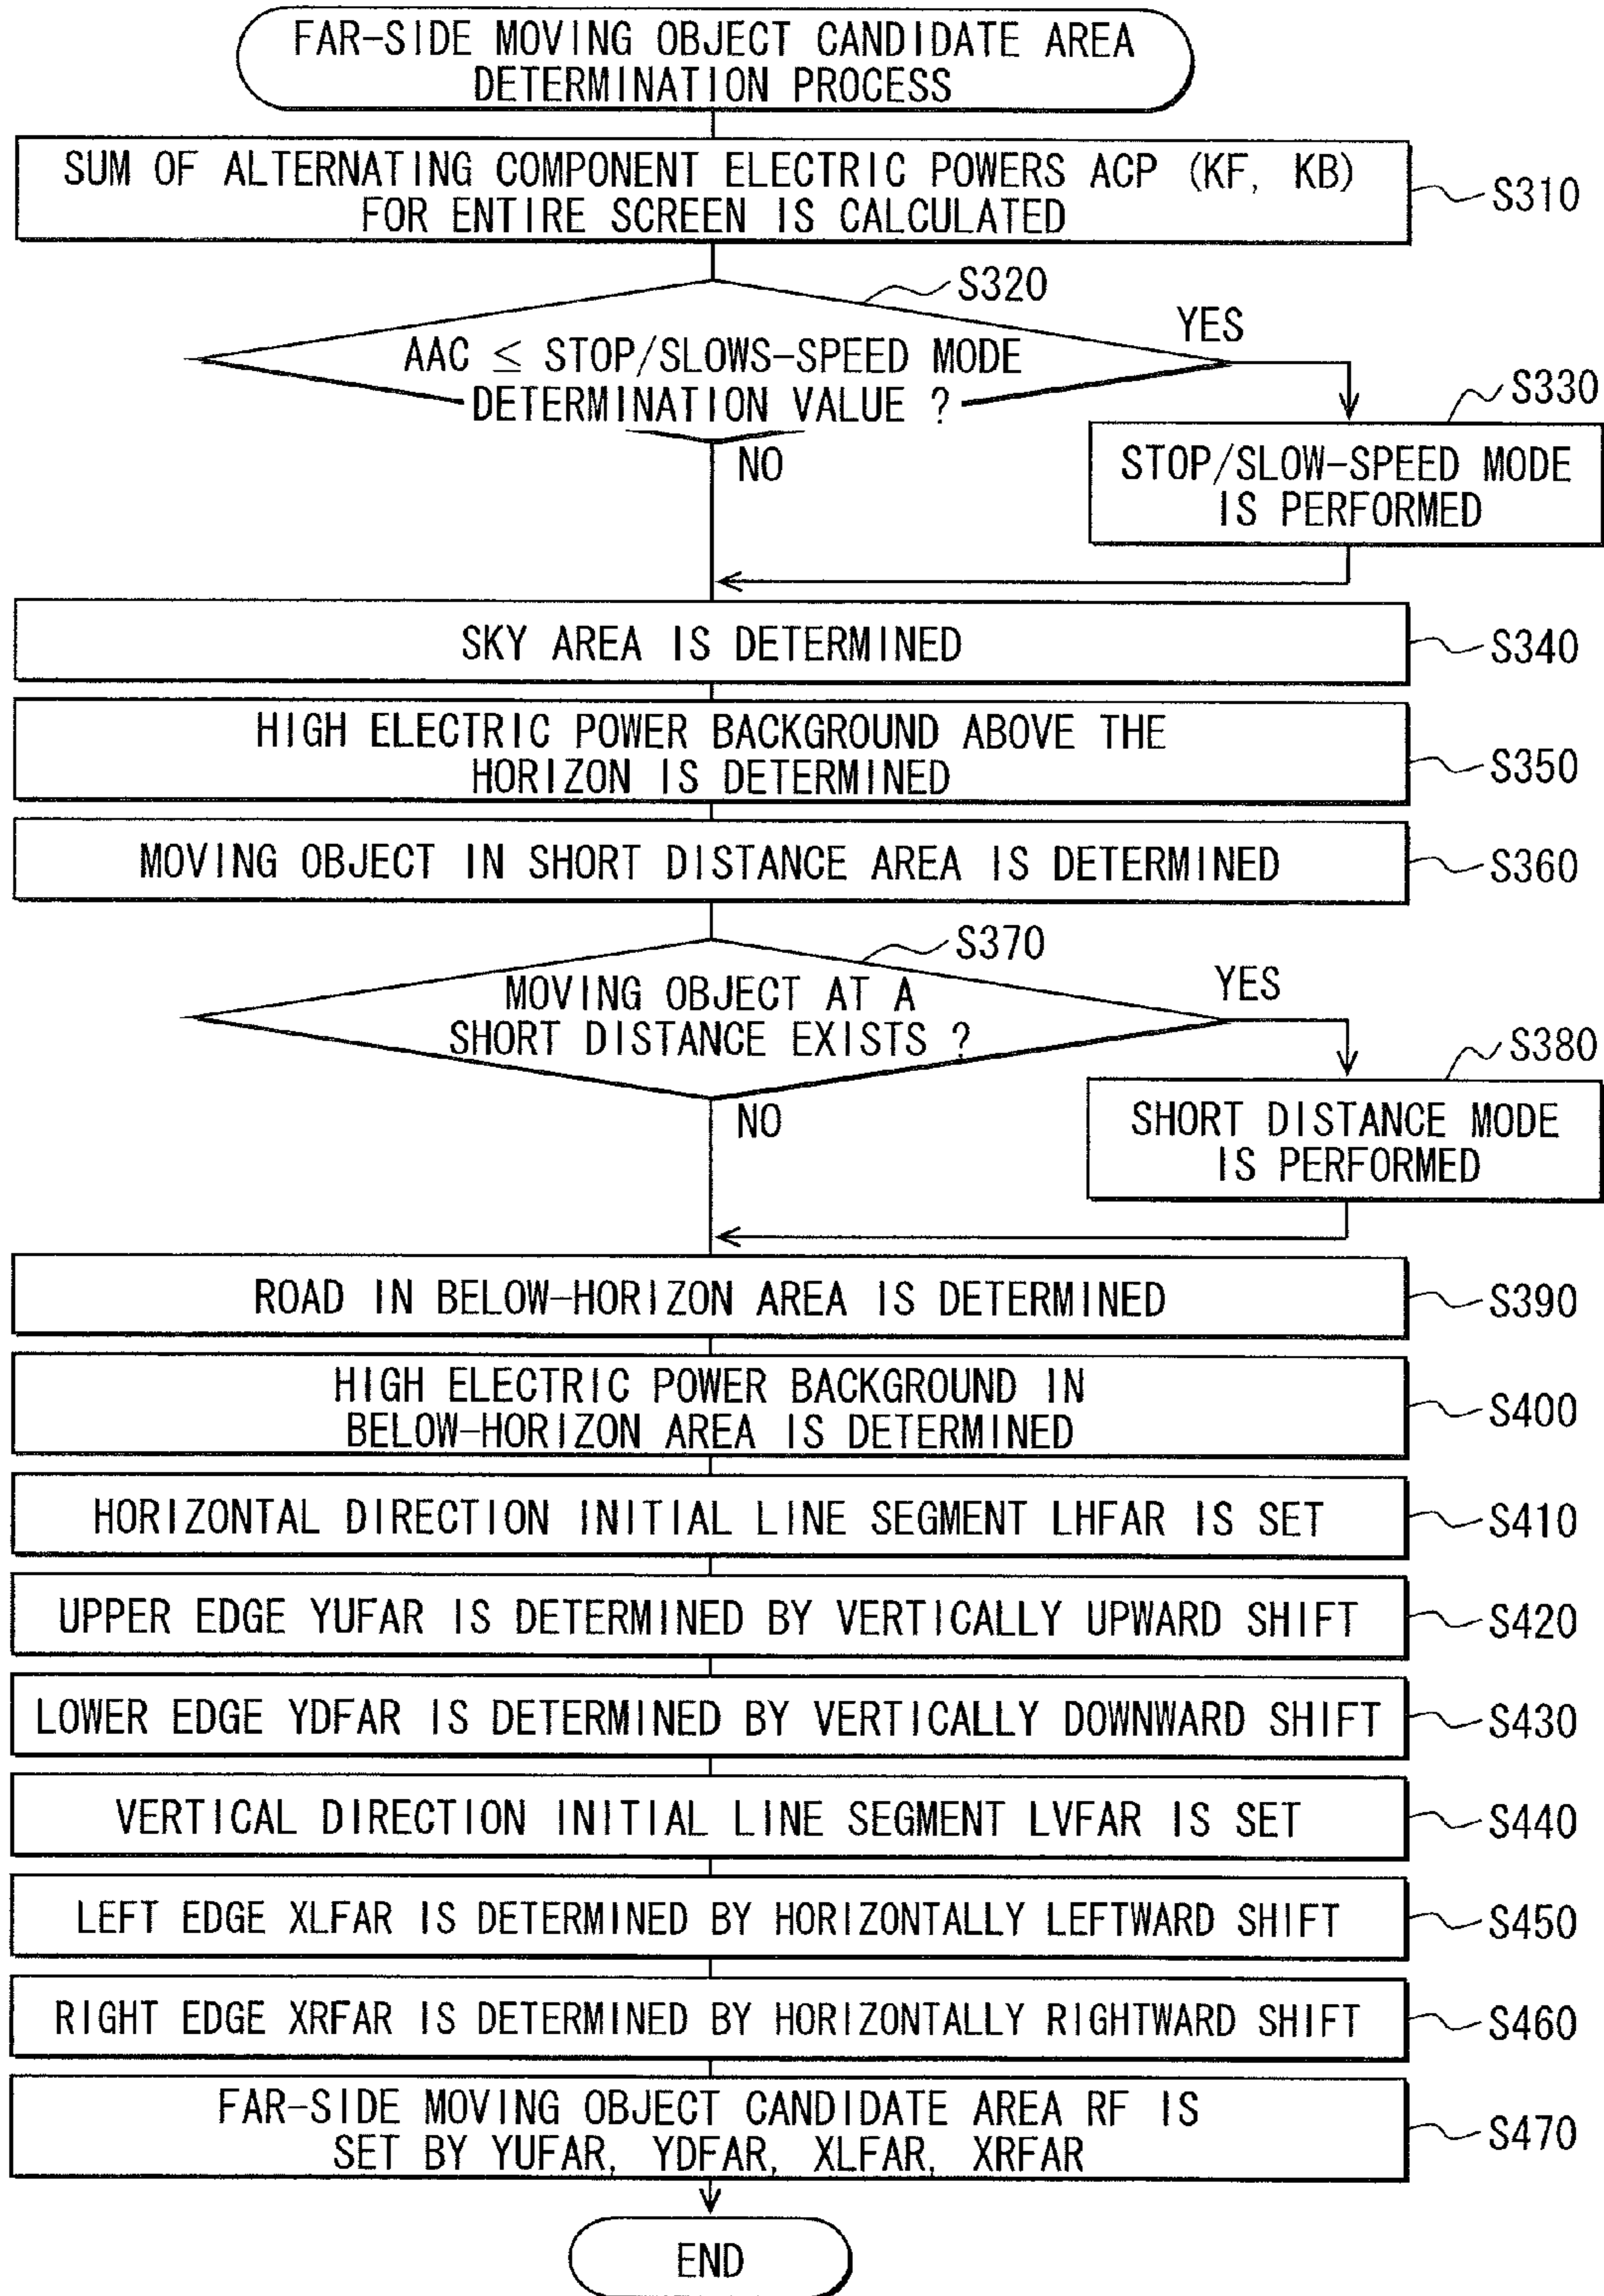 FAR-SIDE MOVING OBJECT CANDIDATE AREA
DETERMINATION PROCESS
SUM OF ALTERNATING COMPONENT ELECTRIC POWERS ACP (KF, KB)
FOR ENTIRE SCREEN IS CALCULATED
S310
S320
AAC ≤ STOP/SLOWS-SPEED MODE
DETERMINATION VALUE ?
YES
NO
S330
STOP/SLOW-SPEED MODE
IS PERFORMED
SKY AREA IS DETERMINED
S340
HIGH ELECTRIC POWER BACKGROUND ABOVE THE
HORIZON IS DETERMINED
S350
MOVING OBJECT IN SHORT DISTANCE AREA IS DETERMINED
S360
S370
MOVING OBJECT AT A
SHORT DISTANCE EXISTS ?
YES
NO
S380
SHORT DISTANCE MODE
IS PERFORMED
ROAD IN BELOW-HORIZON AREA IS DETERMINED
S390
HIGH ELECTRIC POWER BACKGROUND IN
BELOW-HORIZON AREA IS DETERMINED
S400
HORIZONTAL DIRECTION INITIAL LINE SEGMENT LHFAR IS SET
S410
UPPER EDGE YUFAR IS DETERMINED BY VERTICALLY UPWARD SHIFT
S420
LOWER EDGE YDFAR IS DETERMINED BY VERTICALLY DOWNWARD SHIFT
S430
VERTICAL DIRECTION INITIAL LINE SEGMENT LVFAR IS SET
S440
LEFT EDGE XLFAR IS DETERMINED BY HORIZONTALLY LEFTWARD SHIFT
S450
RIGHT EDGE XRFAR IS DETERMINED BY HORIZONTALLY RIGHTWARD SHIFT
S460
FAR-SIDE MOVING OBJECT CANDIDATE AREA RF IS
SET BY YUFAR, YDFAR, XLFAR, XRFAR
S470
END